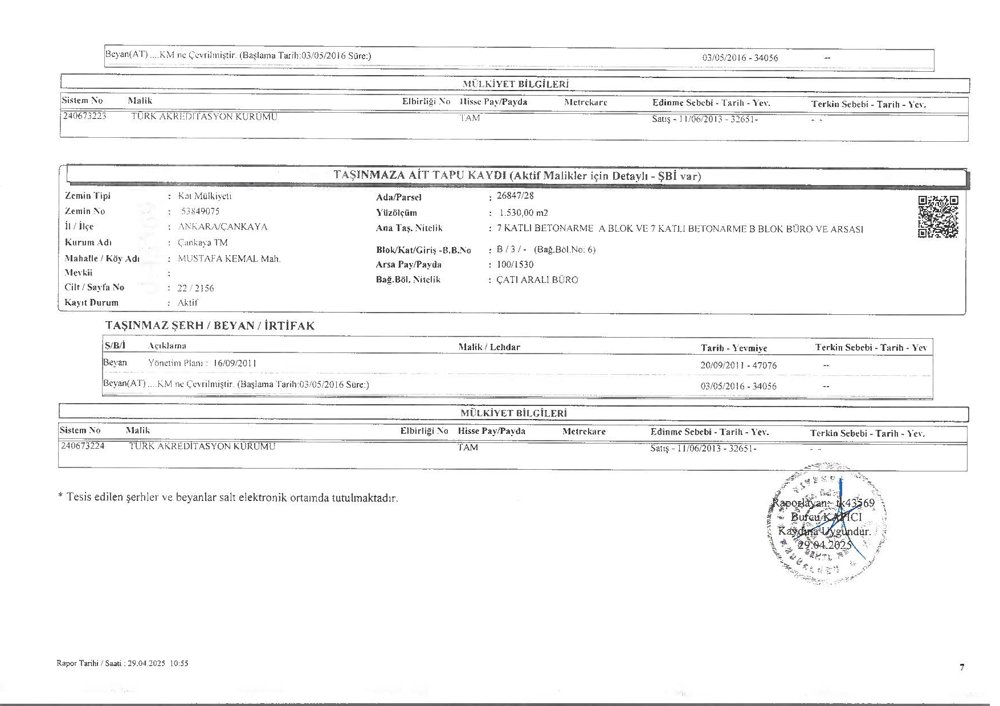 Beyan(AT)....KM ne Çevrilmiştir. (Başlama Tarih:03/05/2016 Süre:) 03/05/2016 - 34056 --
MÜLKİYET BİLGİLERİ
Sistem No Malik Elbirliği No Hisse Pay/Payda Metrekare Edinme Sebebi - Tarih - Yev. Terkin Sebebi - Tarih - Yev.
240673223 TÜRK AKREDİTASYON KURUMU TAM Satış - 11/06/2013 - 32651- - -
TAŞINMAZA AİT TAPU KAYDI (Aktif Malikler için Detaylı - ŞBİ var)
Zemin Tipi : Kat Mülkiyeti Ada/Parsel : 26847/28
Zemin No : 53849075 Yüzölçüm : 1.530,00 m2
İl / İlçe : ANKARA/ÇANKAYA Ana Taş. Nitelik : 7 KATLI BETONARME A BLOK VE 7 KATLI BETONARME B BLOK BÜRO VE ARSASI
Kurum Adı : Çankaya TM Blok/Kat/Giriş -B.B.No : B / 3 / - (Bağ.Böl.No: 6)
Mahalle / Köy Adı : MUSTAFA KEMAL Mah. Arsa Pay/Payda : 100/1530
Mevkii : Bağ.Böl. Nitelik : ÇATI ARALI BÜRO
Cilt / Sayfa No : 22 / 2156
Kayıt Durum : Aktif
TAŞINMAZ ŞERH / BEYAN / İRTİFAK
Ş/B/İ Açıklama Malik / Lehdar Tarih - Yevmiye Terkin Sebebi - Tarih - Yev
Beyan Yönetim Planı : 16/09/2011 20/09/2011 - 47076 --
Beyan(AT)....KM ne Çevrilmiştir. (Başlama Tarih:03/05/2016 Süre:) 03/05/2016 - 34056 --
MÜLKİYET BİLGİLERİ
Sistem No Malik Elbirliği No Hisse Pay/Payda Metrekare Edinme Sebebi - Tarih - Yev. Terkin Sebebi - Tarih - Yev.
240673224 TÜRK AKREDİTASYON KURUMU TAM Satış - 11/06/2013 - 32651- - -
* Tesis edilen şerhler ve beyanlar salt elektronik ortamda tutulmaktadır.
Raporlayan: tk43569
Burcu KAPICI
Kaydına Uygundur.
29.04.2025
Rapor Tarihi / Saati : 29.04.2025 10:55
7